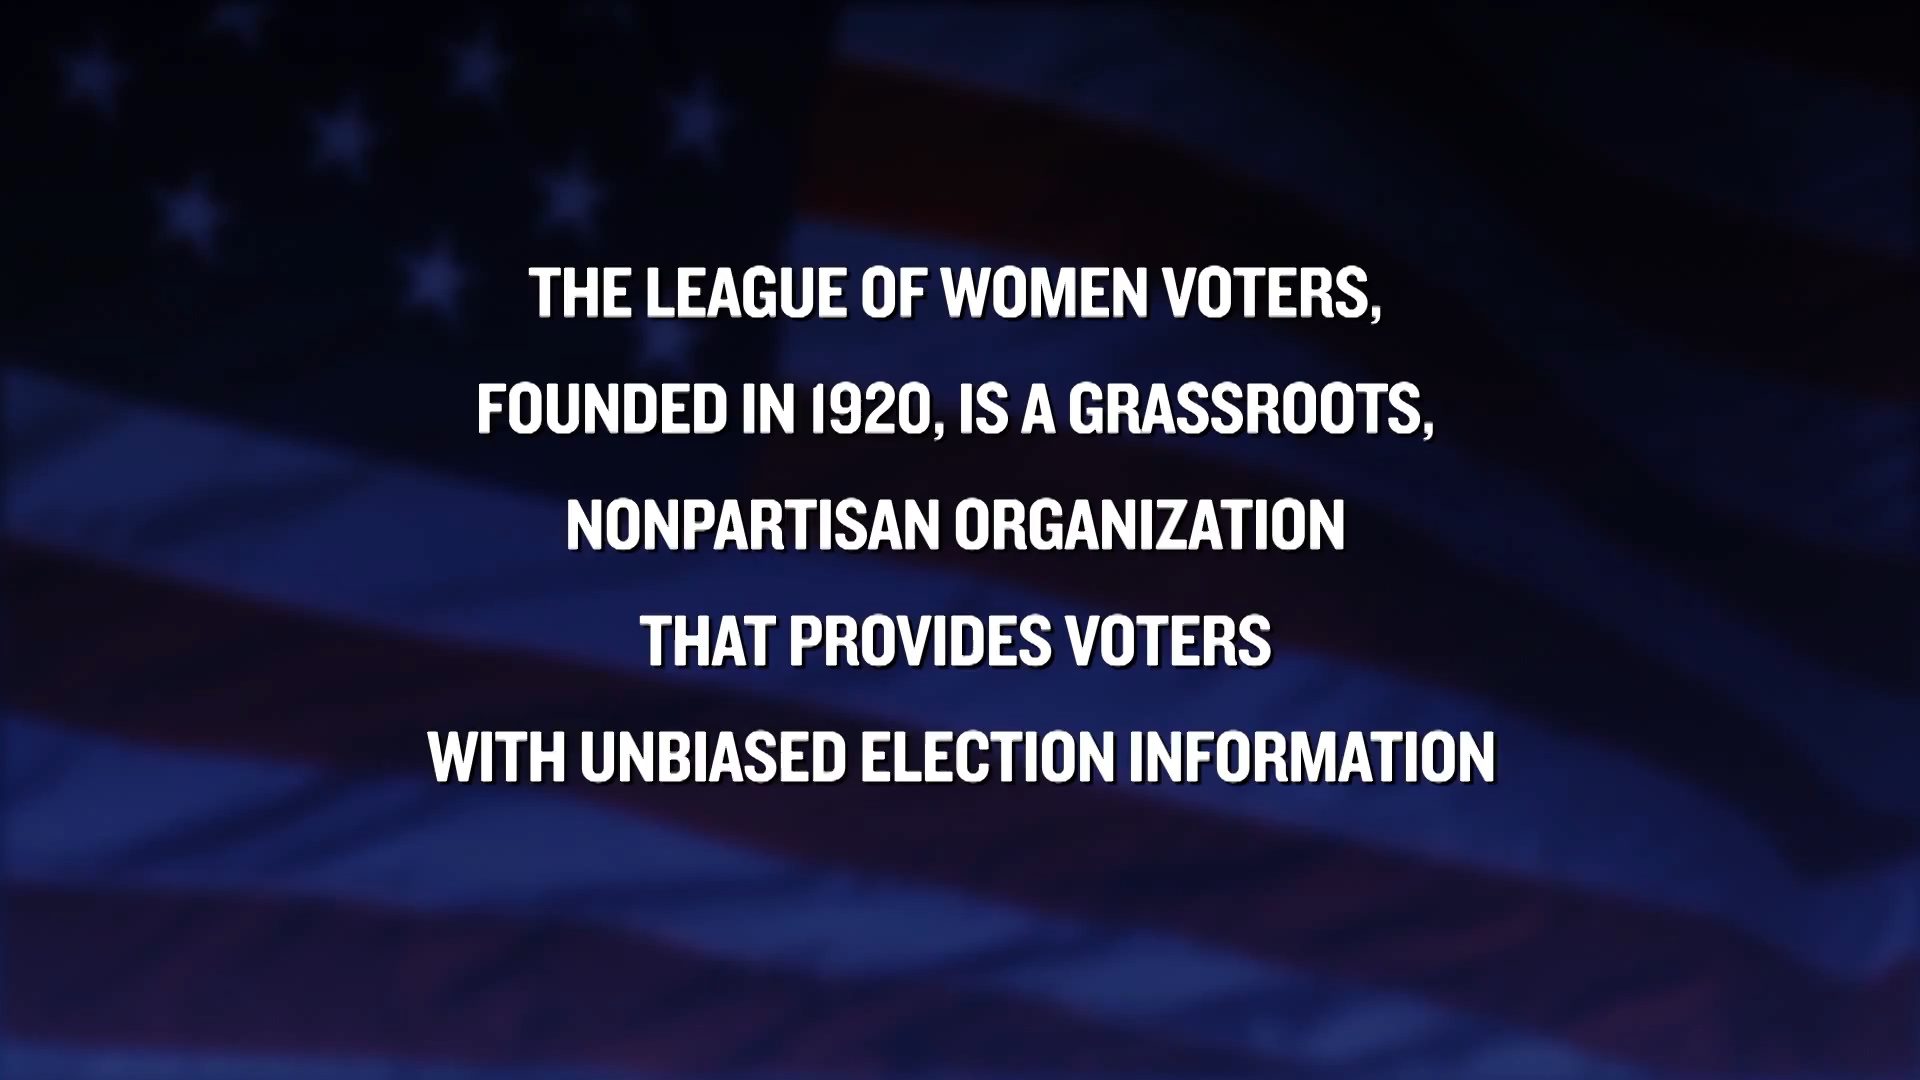 THE LEAGUE OF WOMEN VOTERS,
FOUNDED IN 1920, IS A GRASSROOTS,
NONPARTISAN ORGANIZATION
THAT PROVIDES VOTERS
WITH UNBIASED ELECTION INFORMATION